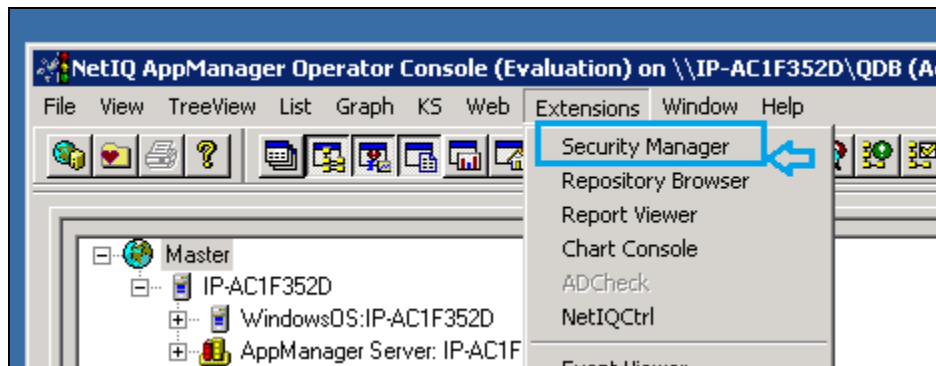 NetIQ AppManager Operator Console (Evaluation) on \\IP-AC1F352D\QDB (A
File View TreeView List Graph KS Web Extensions Window Help
Security Manager
Repository Browser
Report Viewer
Chart Console
ADCheck
NetIQCtrl
Event Viewer
Master
IP-AC1F352D
WindowsOS:IP-AC1F352D
AppManager Server: IP-AC1F